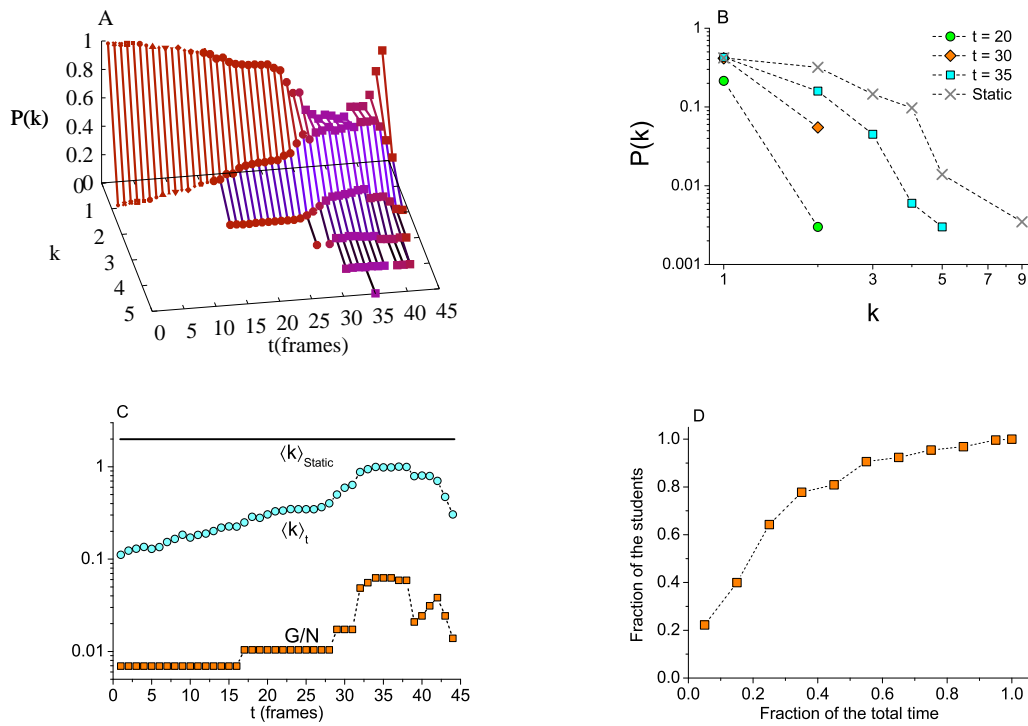 A
1
0.8
0.6
P(k)
0.4
0.2
0
0
1
2
3
4
5
k
0 5 10 15 20 25 30 35 40 45
t(frames)
B
1
0.1
0.01
0.001
P(k)
1 3 5 7 9
k
t = 20
t = 30
t = 35
Static
C
1
0.1
0.01
⟨k⟩Static
⟨k⟩t
G/N
0 5 10 15 20 25 30 35 40 45
t (frames)
D
1.0
0.8
0.6
0.4
0.2
0.0
Fraction of the students
0.0 0.2 0.4 0.6 0.8 1.0
Fraction of the total time